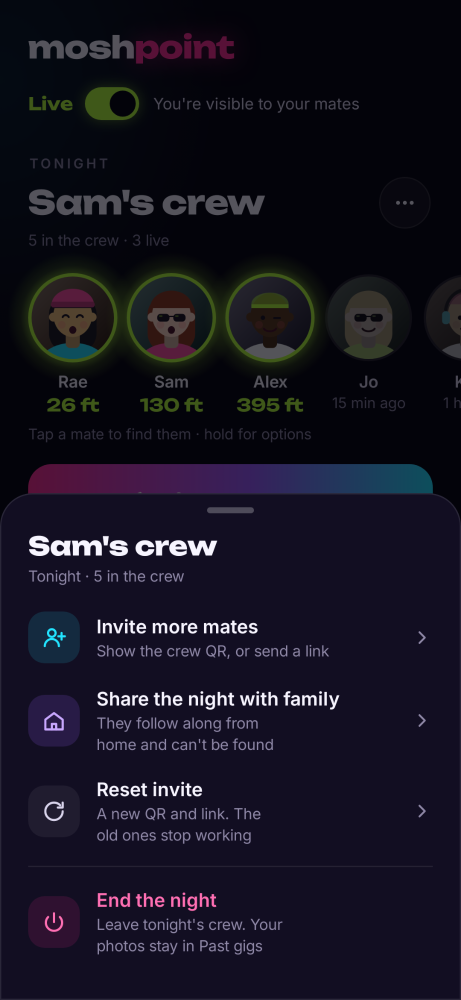 moshpoint
Live You're visible to your mates
TONIGHT
Sam's crew
5 in the crew · 3 live
Rae Sam Alex Jo
26 ft 130 ft 395 ft 15 min ago
Tap a mate to find them · hold for options
Sam's crew
Tonight · 5 in the crew
Invite more mates
Show the crew QR, or send a link
Share the night with family
They follow along from
home and can't be found
Reset invite
A new QR and link. The
old ones stop working
End the night
Leave tonight's crew. Your
photos stay in Past gigs